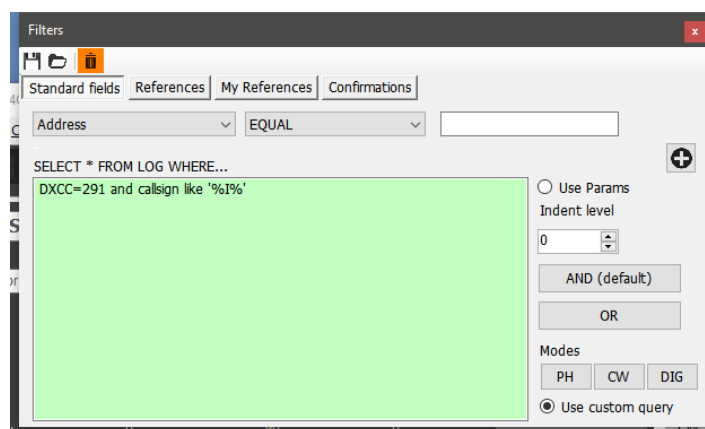 Filters
x
Standard fields References My References Confirmations
Address EQUAL
SELECT * FROM LOG WHERE...
DXCC=291 and callsign like '%I%'
Use Params
Indent level
0
AND (default)
OR
Modes
PH CW DIG
Use custom query